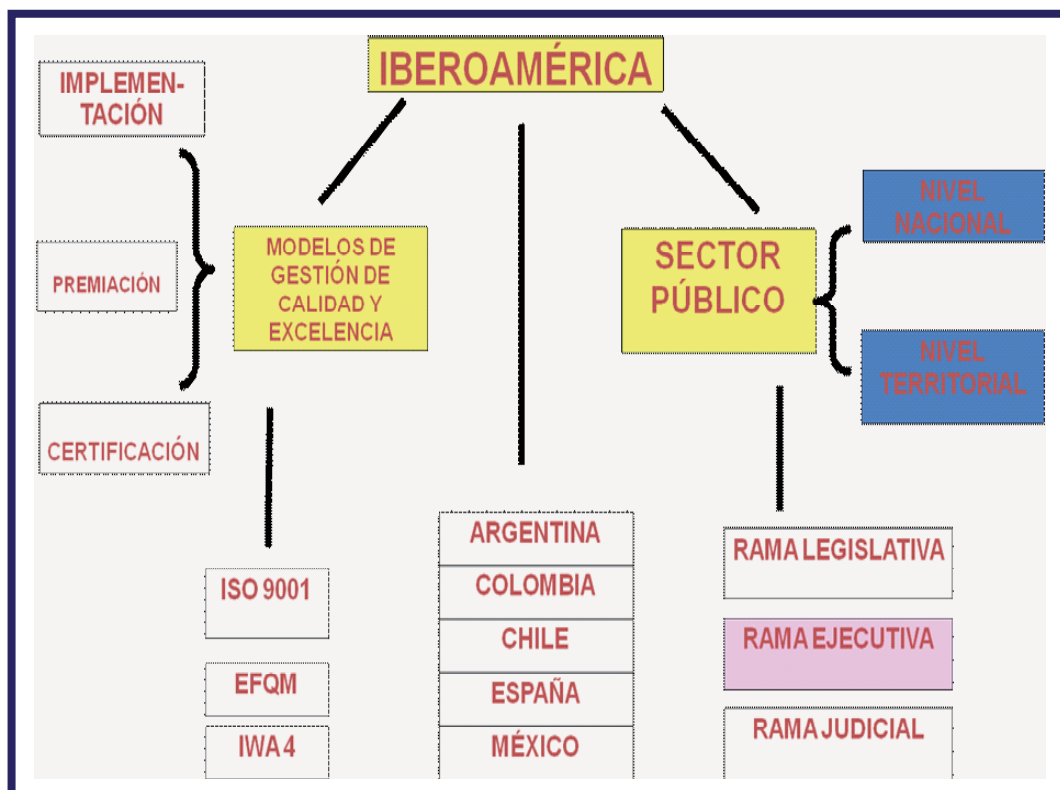 IBEROAMÉRICA
IMPLEMEN-
TACIÓN
PREMIACIÓN
CERTIFICACIÓN
MODELOS DE
GESTIÓN DE
CALIDAD Y
EXCELENCIA
SECTOR
PÚBLICO
NIVEL
NACIONAL
NIVEL
TERRITORIAL
ISO 9001
EFQM
IWA 4
ARGENTINA
COLOMBIA
CHILE
ESPAÑA
MÉXICO
RAMA LEGISLATIVA
RAMA EJECUTIVA
RAMA JUDICIAL